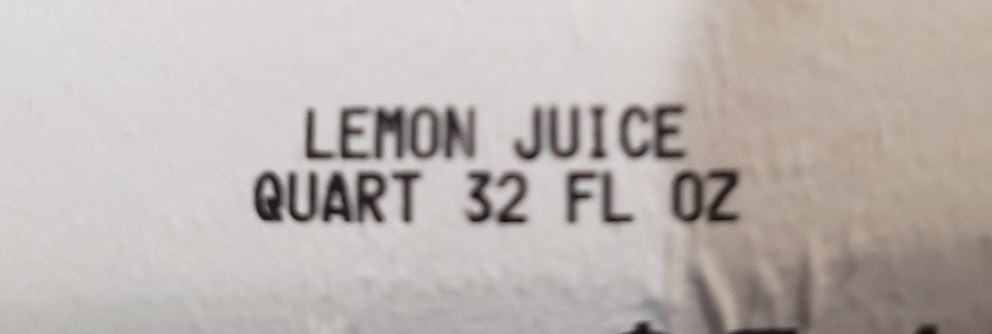 LEMON JUICE
QUART 32 FL OZ